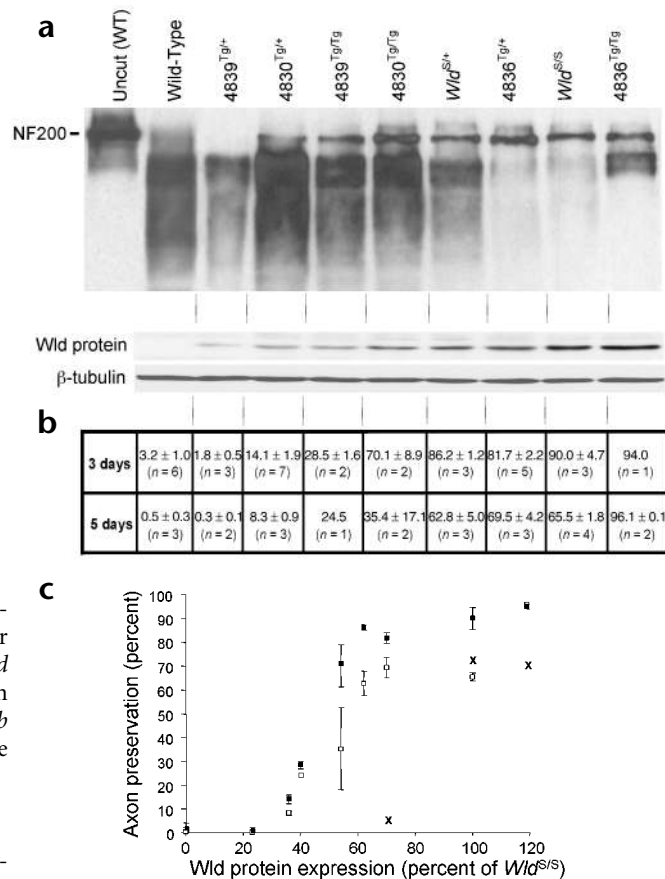 a
Uncut (WT)
Wild-Type
4839Tg/+
4830Tg/+
4839Tg/Tg
4830Tg/Tg
WldS/+
4836Tg/+
WldS/S
4836Tg/Tg
NF200
Wld protein
β-tubulin
b
3 days 3.2 ± 1.0 1.8 ± 0.5 14.1 ± 1.9 28.5 ± 1.6 70.1 ± 8.9 86.2 ± 1.2 81.7 ± 2.2 90.0 ± 4.7 94.0
(n = 6) (n = 3) (n = 7) (n = 2) (n = 2) (n = 3) (n = 5) (n = 3) (n = 1)
5 days 0.5 ± 0.3 0.3 ± 0.1 8.3 ± 0.9 24.5 35.4 ± 17.1 62.8 ± 5.0 69.5 ± 4.2 65.5 ± 1.8 96.1 ± 0.1
(n = 3) (n = 2) (n = 3) (n = 1) (n = 2) (n = 3) (n = 3) (n = 4) (n = 2)
-
r
d
n
b
e
-
c
Axon preservation (percent)
100
90
80
70
60
50
40
30
20
10
0
0 20 40 60 80 100 120
Wld protein expression (percent of WldS/S)